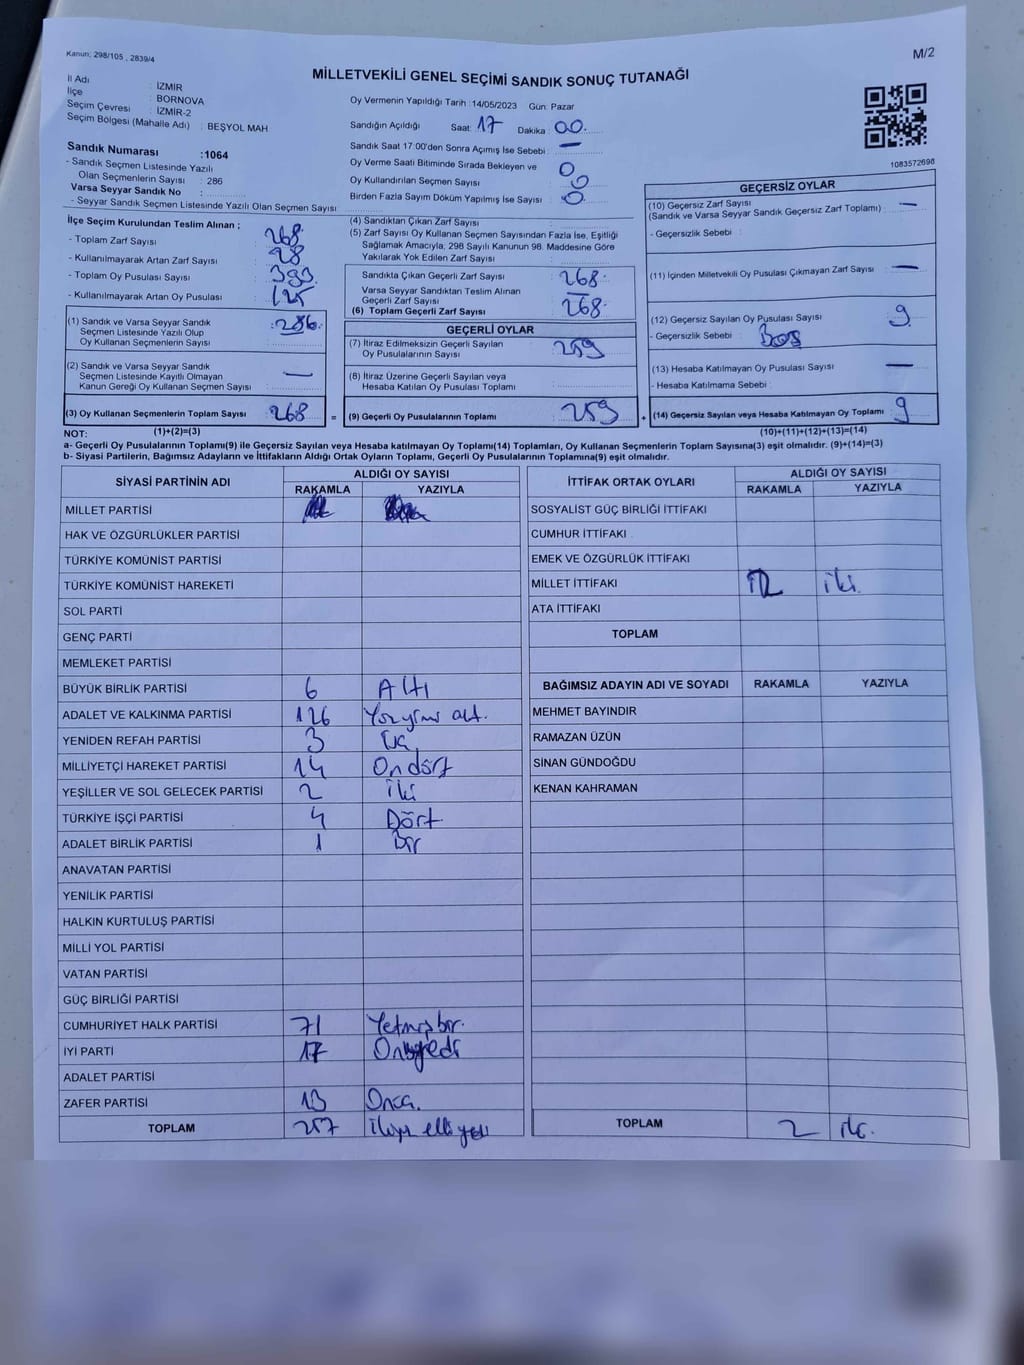 Kanun: 298/105 , 2839/4
M/2
MİLLETVEKİLİ GENEL SEÇİMİ SANDIK SONUÇ TUTANAĞI
İl Adı : İZMİR
İlçe : BORNOVA
Seçim Çevresi : İZMİR-2
Seçim Bölgesi (Mahalle Adı) : BEŞYOL MAH
Sandık Numarası :1064
- Sandık Seçmen Listesinde Yazılı
Olan Seçmenlerin Sayısı : 286
Varsa Seyyar Sandık No :
- Seyyar Sandık Seçmen Listesinde Yazılı Olan Seçmen Sayısı
Oy Vermenin Yapıldığı Tarih :14/05/2023 Gün: Pazar
Sandığın Açıldığı Saat: 17 Dakika : 00
Sandık Saat 17:00'den Sonra Açımış İse Sebebi : —
Oy Verme Saati Bitiminde Sırada Bekleyen ve 0
Oy Kullandırılan Seçmen Sayısı 0
Birden Fazla Sayım Döküm Yapılmış İse Sayısı 0
1083572698
İlçe Seçim Kurulundan Teslim Alınan ;
- Toplam Zarf Sayısı 268
- Kullanılmayarak Artan Zarf Sayısı 28
- Toplam Oy Pusulası Sayısı 393
- Kullanılmayarak Artan Oy Pusulası 125
(1) Sandık ve Varsa Seyyar Sandık
Seçmen Listesinde Yazılı Olup
Oy Kullanan Seçmenlerin Sayısı :286
(2) Sandık ve Varsa Seyyar Sandık
Seçmen Listesinde Kayıtlı Olmayan
Kanun Gereği Oy Kullanan Seçmen Sayısı : —
(3) Oy Kullanan Seçmenlerin Toplam Sayısı 268
(4) Sandıktan Çıkan Zarf Sayısı :
(5) Zarf Sayısı Oy Kullanan Seçmen Sayısından Fazla İse, Eşitliği
Sağlamak Amacıyla; 298 Sayılı Kanunun 98. Maddesine Göre
Yakılarak Yok Edilen Zarf Sayısı :
Sandıkta Çıkan Geçerli Zarf Sayısı 268
Varsa Seyyar Sandıktan Teslim Alınan
Geçerli Zarf Sayısı —
(6) Toplam Geçerli Zarf Sayısı 268
GEÇERLİ OYLAR
(7) İtiraz Edilmeksizin Geçerli Sayılan
Oy Pusulalarının Sayısı 259
(8) İtiraz Üzerine Geçerli Sayılan veya
Hesaba Katılan Oy Pusulası Toplamı
= (9) Geçerli Oy Pusulalarının Toplamı 259
GEÇERSİZ OYLAR
(10) Geçersiz Zarf Sayısı
(Sandık ve Varsa Seyyar Sandık Geçersiz Zarf Toplamı) : —
- Geçersizlik Sebebi :
(11) İçinden Milletvekili Oy Pusulası Çıkmayan Zarf Sayısı —
(12) Geçersiz Sayılan Oy Pusulası Sayısı 9
- Geçersizlik Sebebi : Boş
(13) Hesaba Katılmayan Oy Pusulası Sayısı —
- Hesaba Katılmama Sebebi
+ (14) Geçersiz Sayılan veya Hesaba Katılmayan Oy Toplamı 9
NOT: (1)+(2)=(3)
(10)+(11)+(12)+(13)=(14)
a- Geçerli Oy Pusulalarının Toplamı(9) ile Geçersiz Sayılan veya Hesaba katılmayan Oy Toplamı(14) Toplamları, Oy Kullanan Seçmenlerin Toplam Sayısına(3) eşit olmalıdır. (9)+(14)=(3)
b- Siyasi Partilerin, Bağımsız Adayların ve İttifakların Aldığı Ortak Oyların Toplamı, Geçerli Oy Pusulalarının Toplamına(9) eşit olmalıdır.
SİYASİ PARTİNİN ADI ALDIĞI OY SAYISI
RAKAMLA YAZIYLA
MİLLET PARTİSİ
HAK VE ÖZGÜRLÜKLER PARTİSİ
TÜRKİYE KOMÜNİST PARTİSİ
TÜRKİYE KOMÜNİST HAREKETİ
SOL PARTİ
GENÇ PARTİ
MEMLEKET PARTİSİ
BÜYÜK BİRLİK PARTİSİ 6 Altı
ADALET VE KALKINMA PARTİSİ 126 Yüzyirmi altı.
YENİDEN REFAH PARTİSİ 3 Üç
MİLLİYETÇİ HAREKET PARTİSİ 14 Ondört
YEŞİLLER VE SOL GELECEK PARTİSİ 2 iki
TÜRKİYE İŞÇİ PARTİSİ 4 Dört
ADALET BİRLİK PARTİSİ 1 bir
ANAVATAN PARTİSİ
YENİLİK PARTİSİ
HALKIN KURTULUŞ PARTİSİ
MİLLİ YOL PARTİSİ
VATAN PARTİSİ
GÜÇ BİRLİĞİ PARTİSİ
CUMHURİYET HALK PARTİSİ 71 Yetmişbir.
İYİ PARTİ 17 Onyedi
ADALET PARTİSİ
ZAFER PARTİSİ 13 Onüç.
TOPLAM 257 ikiyüz elli yedi
İTTİFAK ORTAK OYLARI ALDIĞI OY SAYISI
RAKAMLA YAZIYLA
SOSYALİST GÜÇ BİRLİĞİ İTTİFAKI
CUMHUR İTTİFAKI
EMEK VE ÖZGÜRLÜK İTTİFAKI
MİLLET İTTİFAKI 2 iki
ATA İTTİFAKI
TOPLAM
BAĞIMSIZ ADAYIN ADI VE SOYADI RAKAMLA YAZIYLA
MEHMET BAYINDIR
RAMAZAN ÜZÜN
SİNAN GÜNDOĞDU
KENAN KAHRAMAN
TOPLAM 2 iki.